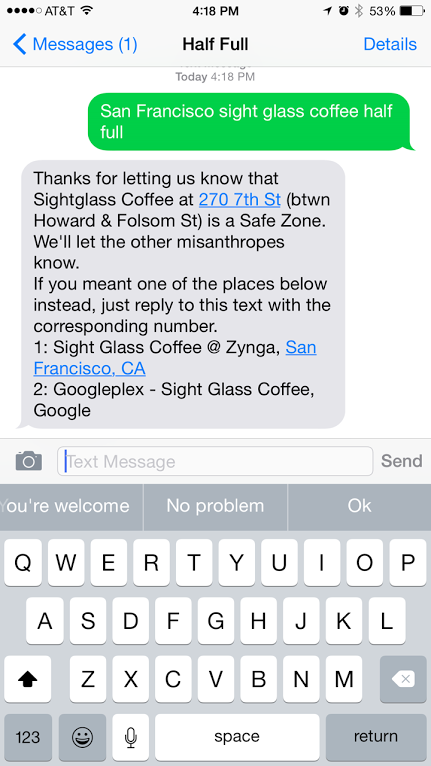 AT&T 4:18 PM 53%
Messages (1) Half Full Details
Today 4:18 PM
San Francisco sight glass coffee half
full
Thanks for letting us know that
Sightglass Coffee at 270 7th St (btwn
Howard & Folsom St) is a Safe Zone.
We'll let the other misanthropes
know.
If you meant one of the places below
instead, just reply to this text with the
corresponding number.
1: Sight Glass Coffee @ Zynga, San
Francisco, CA
2: Googleplex - Sight Glass Coffee,
Google
Text Message Send
You're welcome No problem Ok
Q W E R T Y U I O P
A S D F G H J K L
Z X C V B N M
123 space return